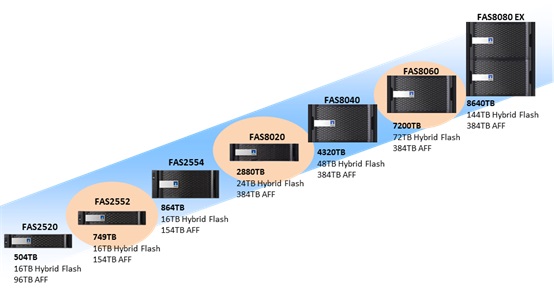 FAS8080 EX
8640TB
144TB Hybrid Flash
384TB AFF
FAS8060
7200TB
72TB Hybrid Flash
384TB AFF
FAS8040
4320TB
48TB Hybrid Flash
384TB AFF
FAS8020
2880TB
24TB Hybrid Flash
384TB AFF
FAS2554
864TB
16TB Hybrid Flash
154TB AFF
FAS2552
749TB
16TB Hybrid Flash
154TB AFF
FAS2520
504TB
16TB Hybrid Flash
96TB AFF